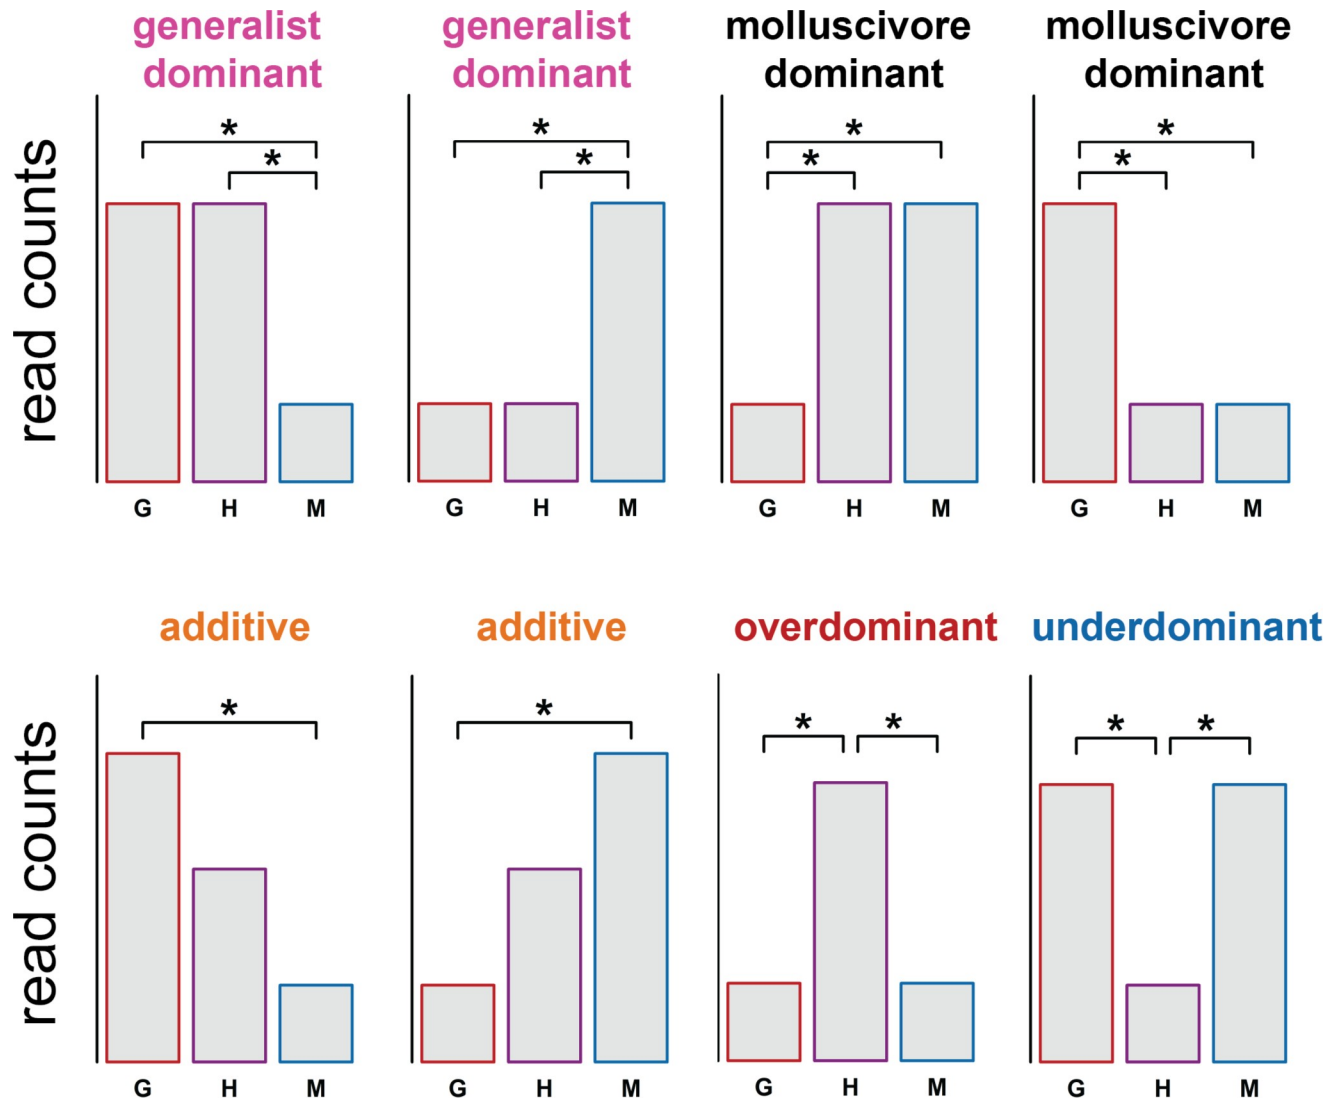 generalist generalist molluscivore molluscivore
dominant dominant dominant dominant
* * * *
* * * *
read counts
G H M G H M G H M G H M
additive additive overdominant underdominant
* * * * * *
read counts
G H M G H M G H M G H M